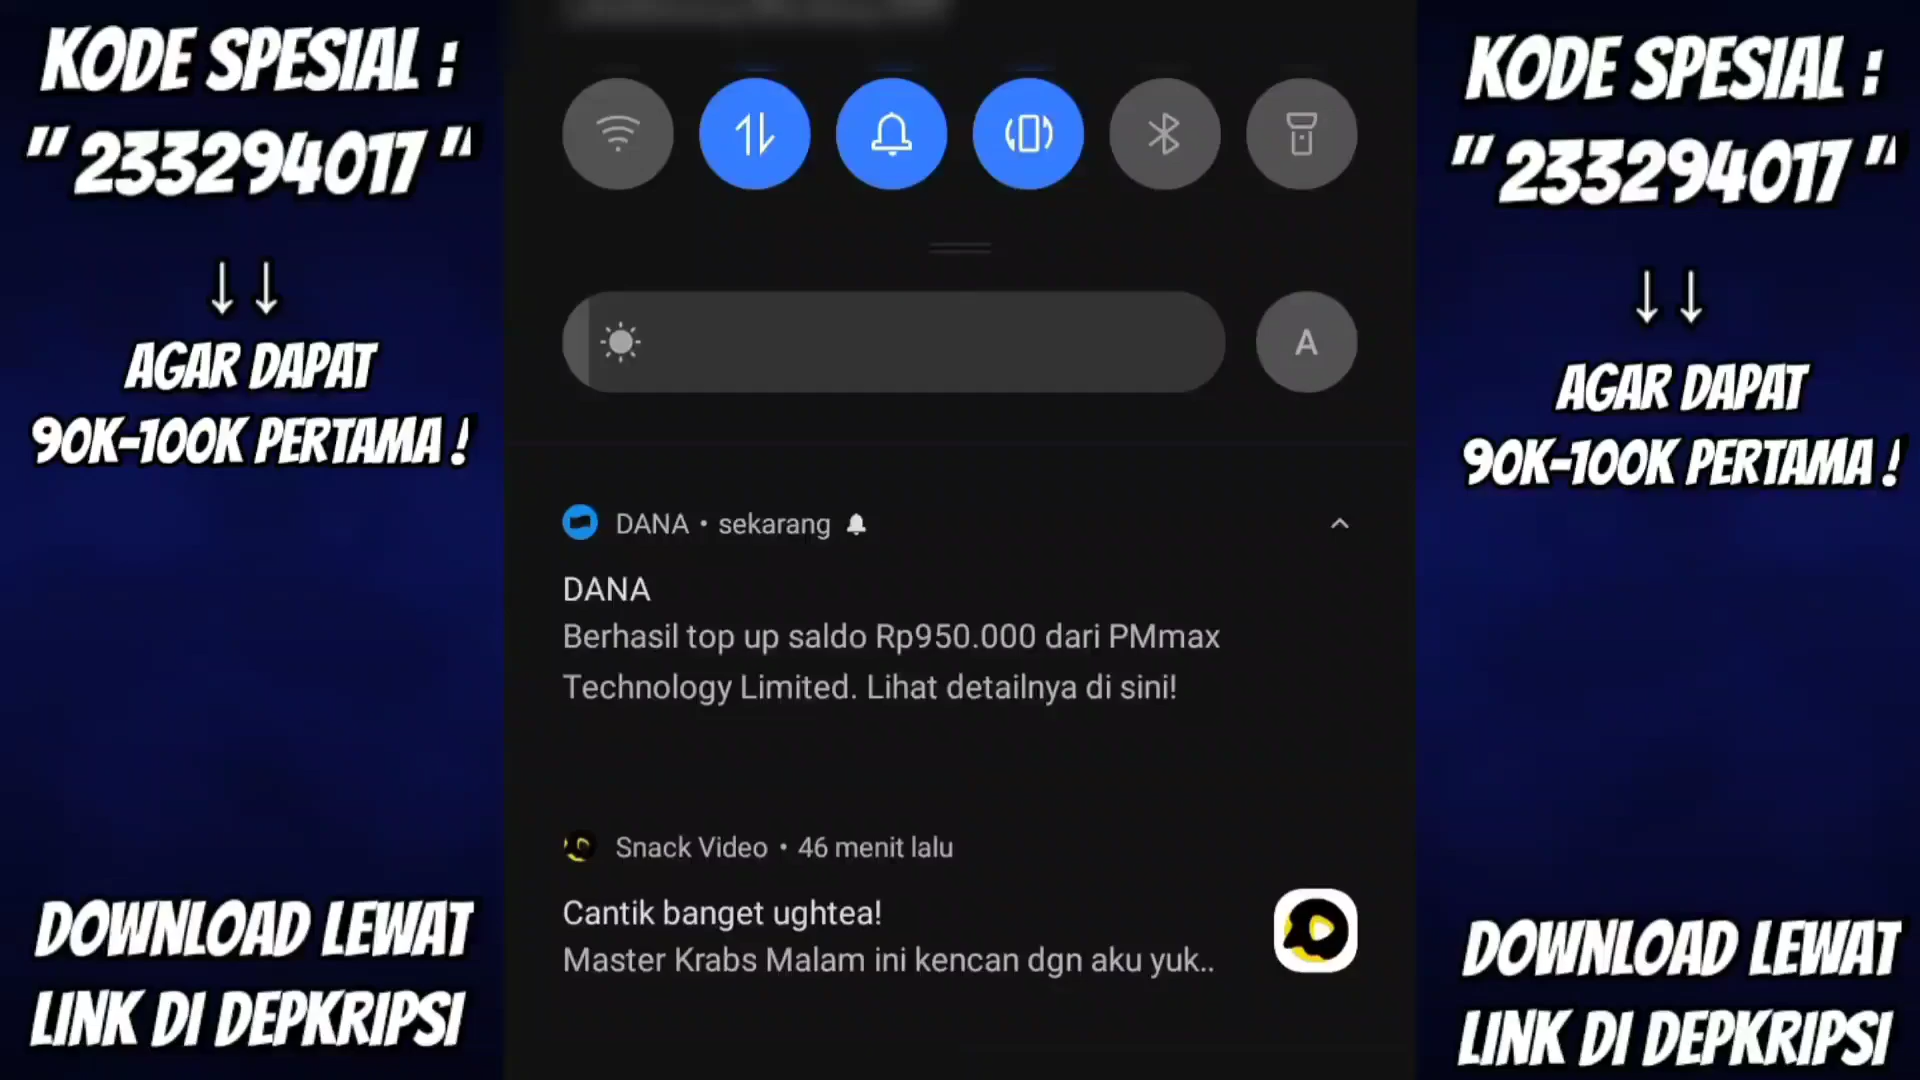 KODE SPESIAL :
" 233294017 "
↓↓
AGAR DAPAT
90K-100K PERTAMA !
DOWNLOAD LEWAT
LINK DI DEPKRIPSI
A
DANA • sekarang
DANA
Berhasil top up saldo Rp950.000 dari PMmax
Technology Limited. Lihat detailnya di sini!
Snack Video • 46 menit lalu
Cantik banget ughtea!
Master Krabs Malam ini kencan dgn aku yuk..
KODE SPESIAL :
" 233294017 "
↓↓
AGAR DAPAT
90K-100K PERTAMA !
DOWNLOAD LEWAT
LINK DI DEPKRIPSI